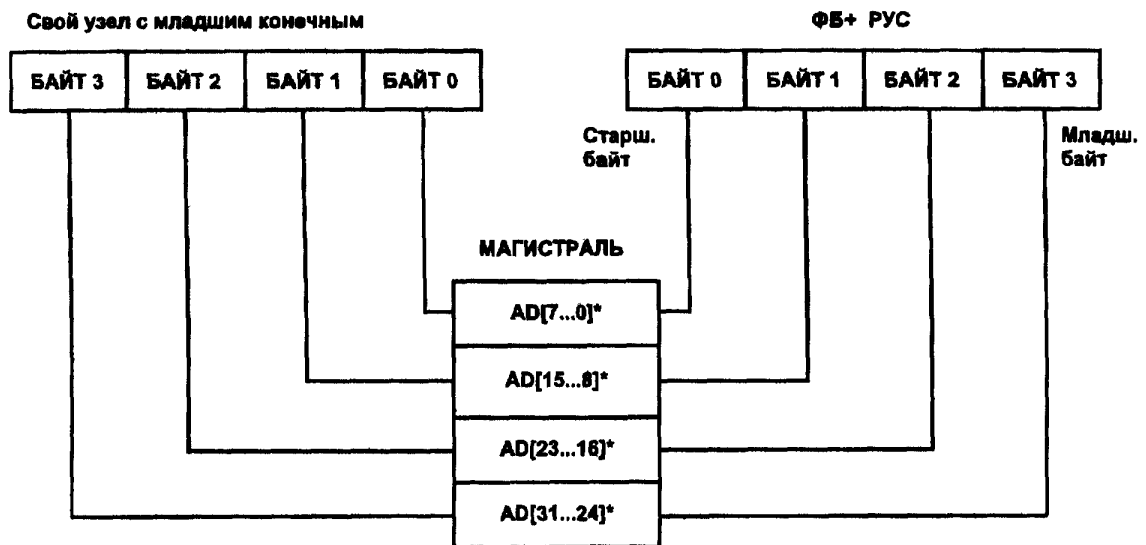 Свой узел с младшим конечным
ФБ+ РУС
БАЙТ 3 БАЙТ 2 БАЙТ 1 БАЙТ 0
БАЙТ 0 БАЙТ 1 БАЙТ 2 БАЙТ 3
Старш.
байт
Младш.
байт
МАГИСТРАЛЬ
AD[7...0]*
AD[15...8]*
AD[23...16]*
AD[31...24]*